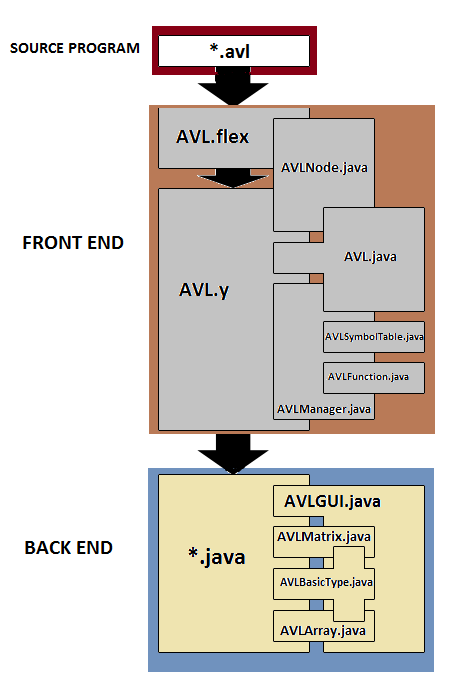 SOURCE PROGRAM
*.avl
FRONT END
AVL.flex
AVLNode.java
AVL.java
AVL.y
AVLSymbolTable.java
AVLFunction.java
AVLManager.java
BACK END
AVLGUI.java
AVLMatrix.java
*.java
AVLBasicType.java
AVLArray.java